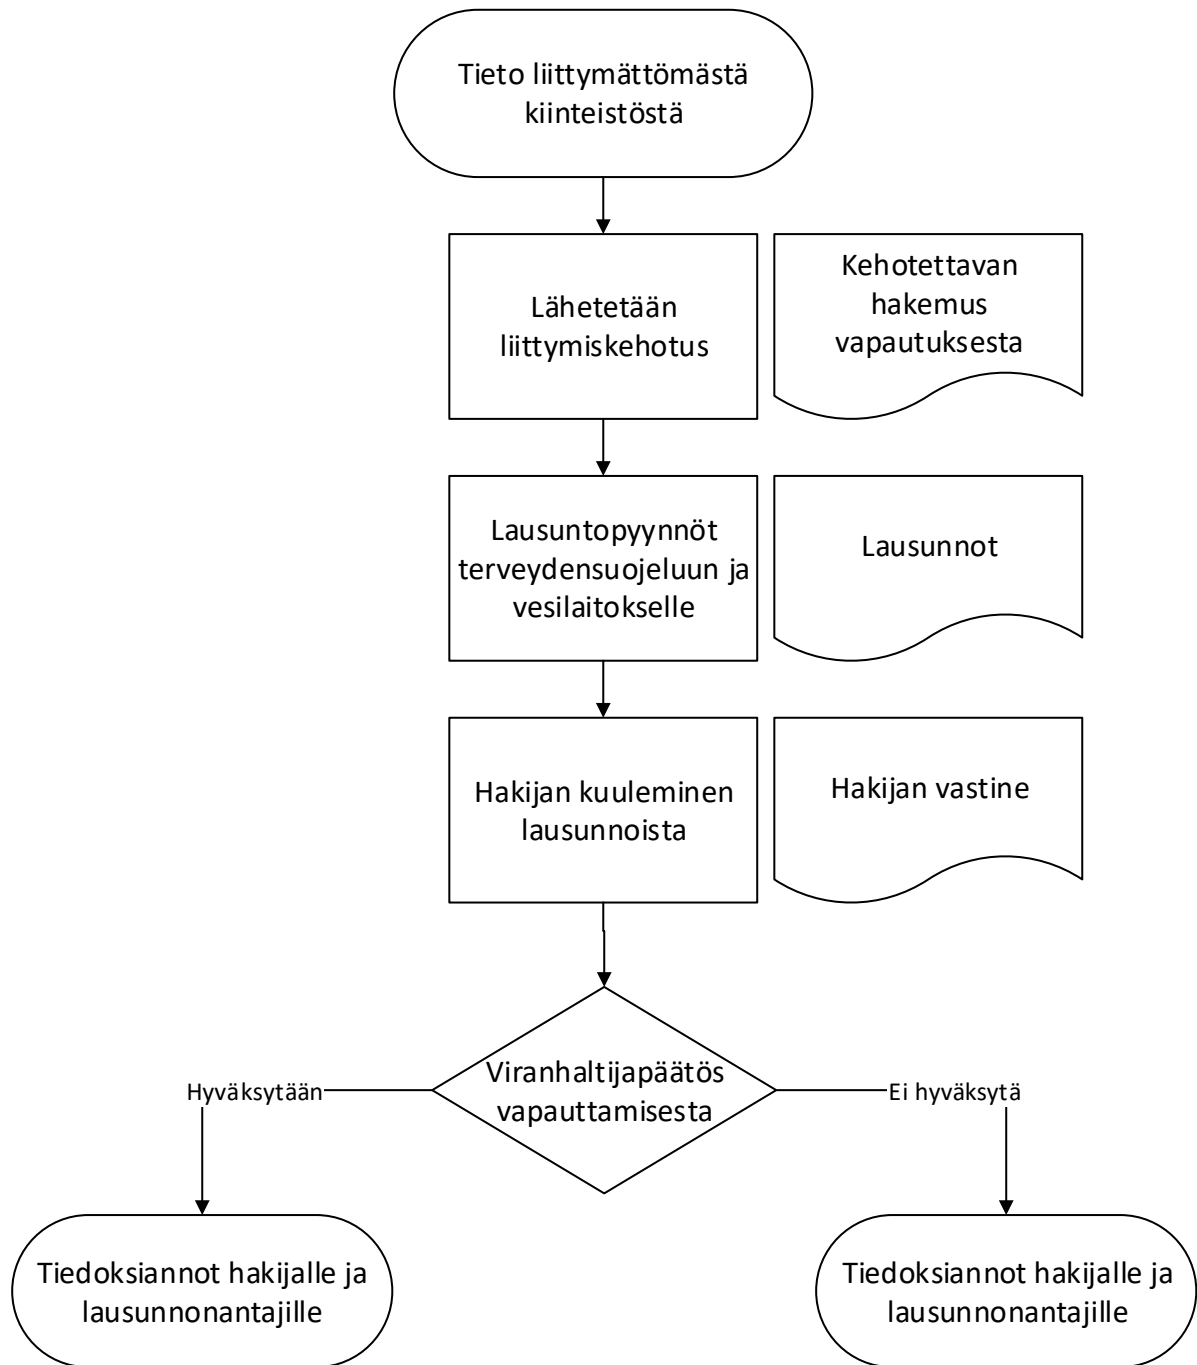 Tieto liittymättömästä
kiinteistöstä
Lähetetään
liittymiskehotus
Kehotettavan
hakemus
vapautuksesta
Lausuntopyynnöt
terveydensuojeluun ja
vesilaitokselle
Lausunnot
Hakijan kuuleminen
lausunnoista
Hakijan vastine
Viranhaltijapäätös
vapauttamisesta
Hyväksytään
Ei hyväksytä
Tiedoksiannot hakijalle ja
lausunnonantajille
Tiedoksiannot hakijalle ja
lausunnonantajille